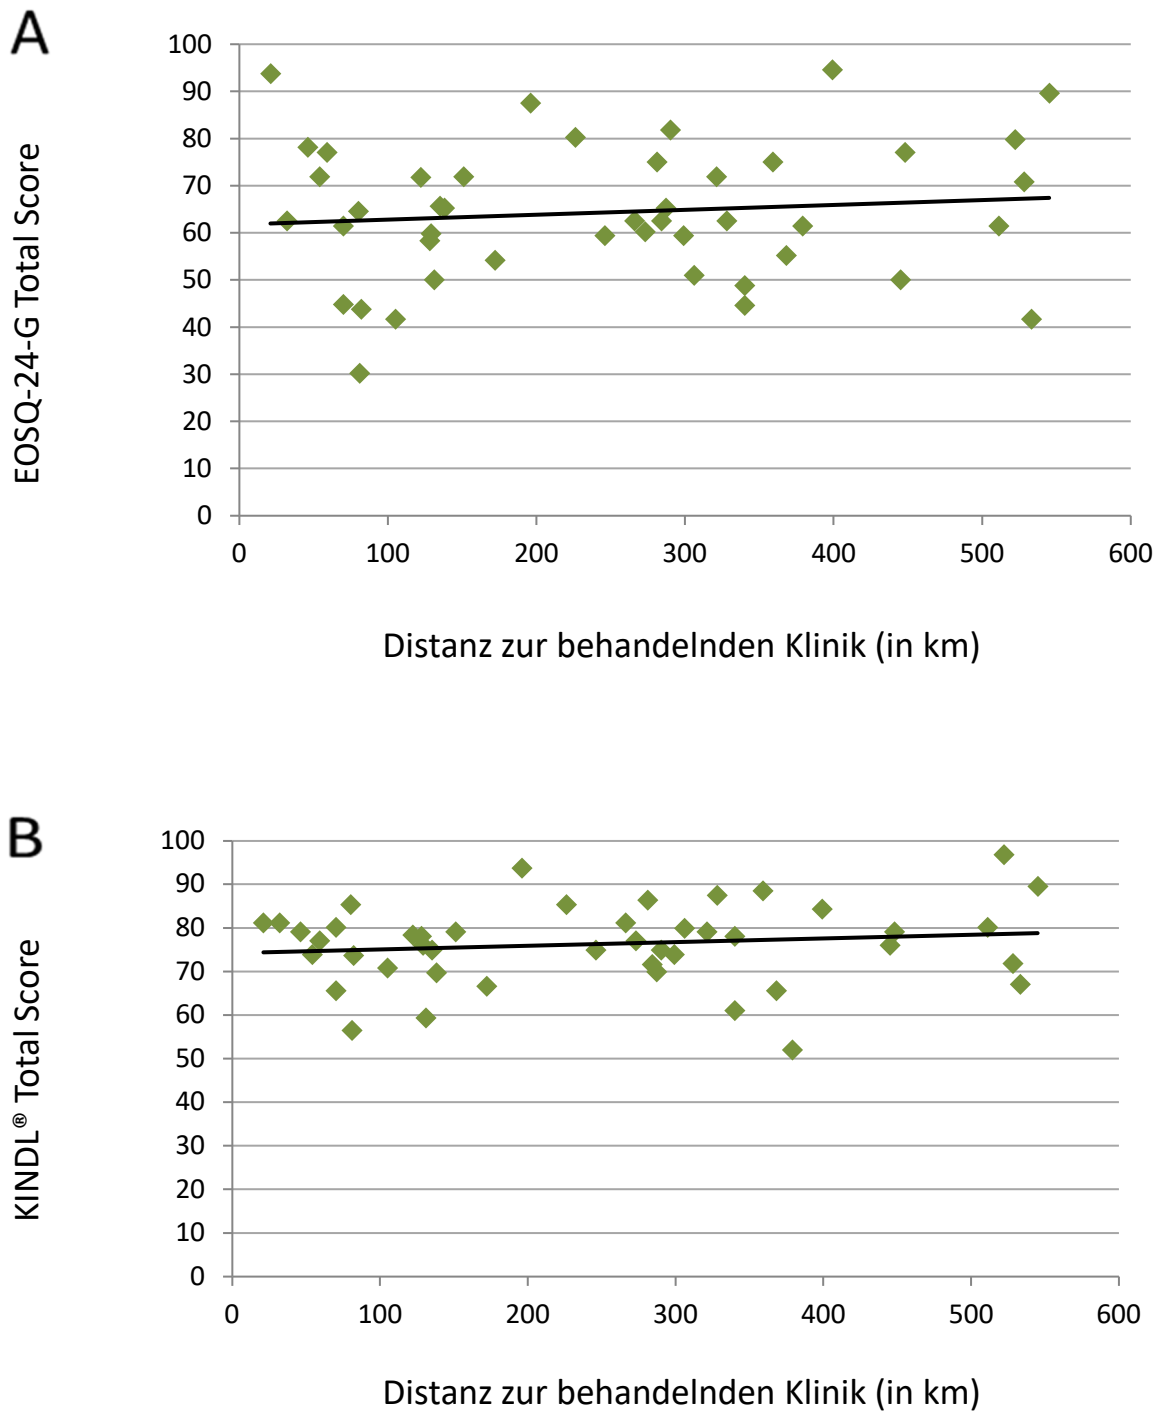 A
EOSQ-24-G Total Score
100
90
80
70
60
50
40
30
20
10
0
0 100 200 300 400 500 600
Distanz zur behandelnden Klinik (in km)
B
KINDL® Total Score
100
90
80
70
60
50
40
30
20
10
0
0 100 200 300 400 500 600
Distanz zur behandelnden Klinik (in km)